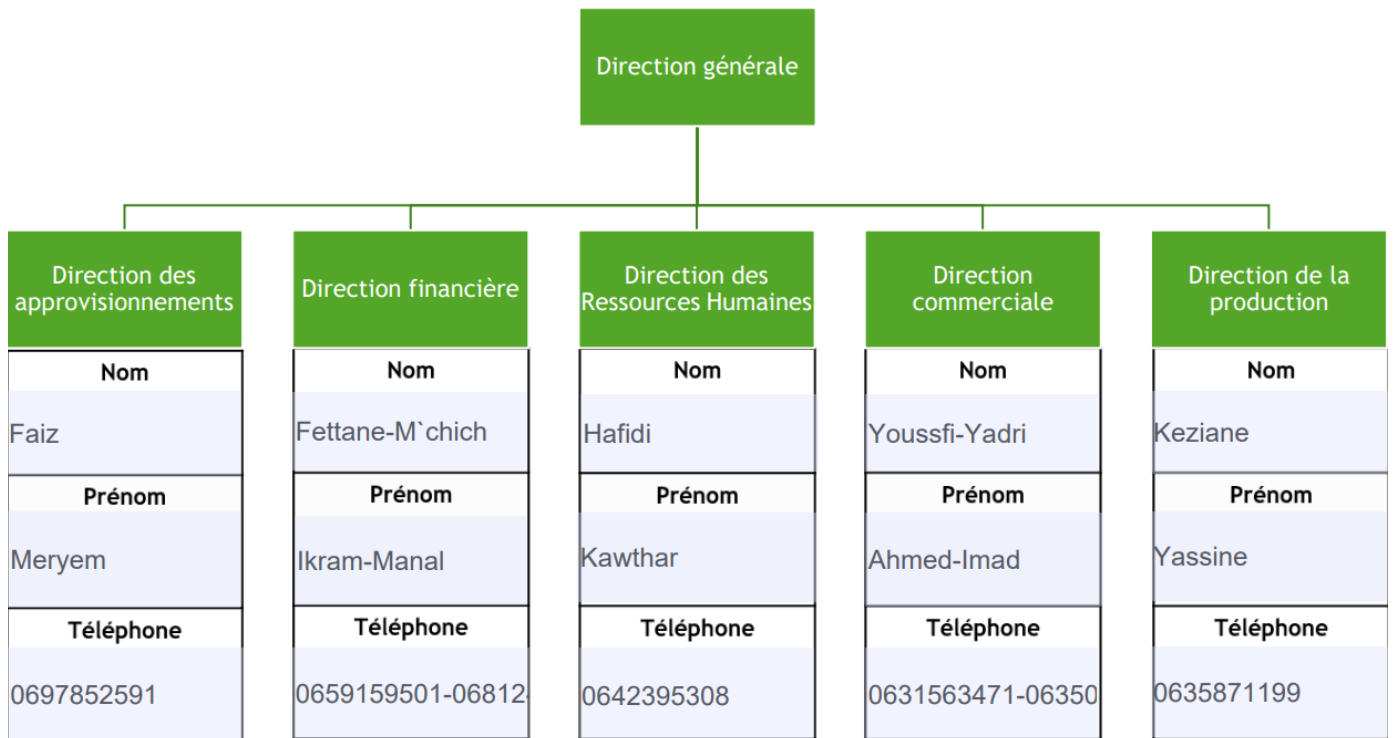 Direction générale
Direction des
approvisionnements
Nom
Faiz
Prénom
Meryem
Téléphone
0697852591
Direction financière
Nom
Fettane-M`chich
Prénom
Ikram-Manal
Téléphone
0659159501-06812
Direction des
Ressources Humaines
Nom
Hafidi
Prénom
Kawthar
Téléphone
0642395308
Direction
commerciale
Nom
Youssfi-Yadri
Prénom
Ahmed-Imad
Téléphone
0631563471-06350
Direction de la
production
Nom
Keziane
Prénom
Yassine
Téléphone
0635871199